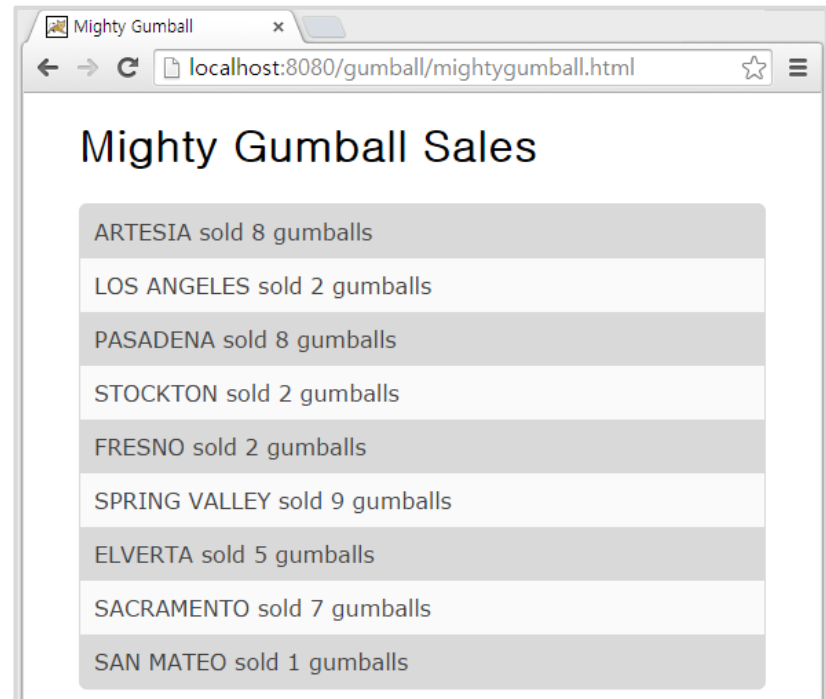 Mighty Gumball
localhost:8080/gumball/mightygumball.html
Mighty Gumball Sales
ARTESIA sold 8 gumballs
LOS ANGELES sold 2 gumballs
PASADENA sold 8 gumballs
STOCKTON sold 2 gumballs
FRESNO sold 2 gumballs
SPRING VALLEY sold 9 gumballs
ELVERTA sold 5 gumballs
SACRAMENTO sold 7 gumballs
SAN MATEO sold 1 gumballs